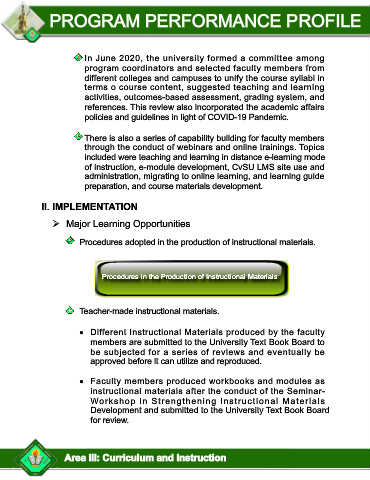 PROGRAM PERFORMANCE PROFILE
In June 2020, the university formed a committee among
program coordinators and selected faculty members from
different colleges and campuses to unify the course syllabi in
terms o course content, suggested teaching and learning
activities, outcomes-based assessment, grading system, and
references. This review also incorporated the academic affairs
policies and guidelines in light of COVID-19 Pandemic.
There is also a series of capability building for faculty members
through the conduct of webinars and online trainings. Topics
included were teaching and learning in distance e-learning mode
of instruction, e-module development, CvSU LMS site use and
administration, migrating to online learning, and learning guide
preparation, and course materials development.
II. IMPLEMENTATION
➢ Major Learning Opportunities
Procedures adopted in the production of instructional materials.
Procedures in the Production of Instructional Materials
Teacher-made instructional materials.
• Different Instructional Materials produced by the faculty
members are submitted to the University Text Book Board to
be subjected for a series of reviews and eventually be
approved before it can utilize and reproduced.
• Faculty members produced workbooks and modules as
instructional materials after the conduct of the Seminar-
Workshop in Strengthening Instructional Materials
Development and submitted to the University Text Book Board
for review.
Area III: Curriculum and Instruction